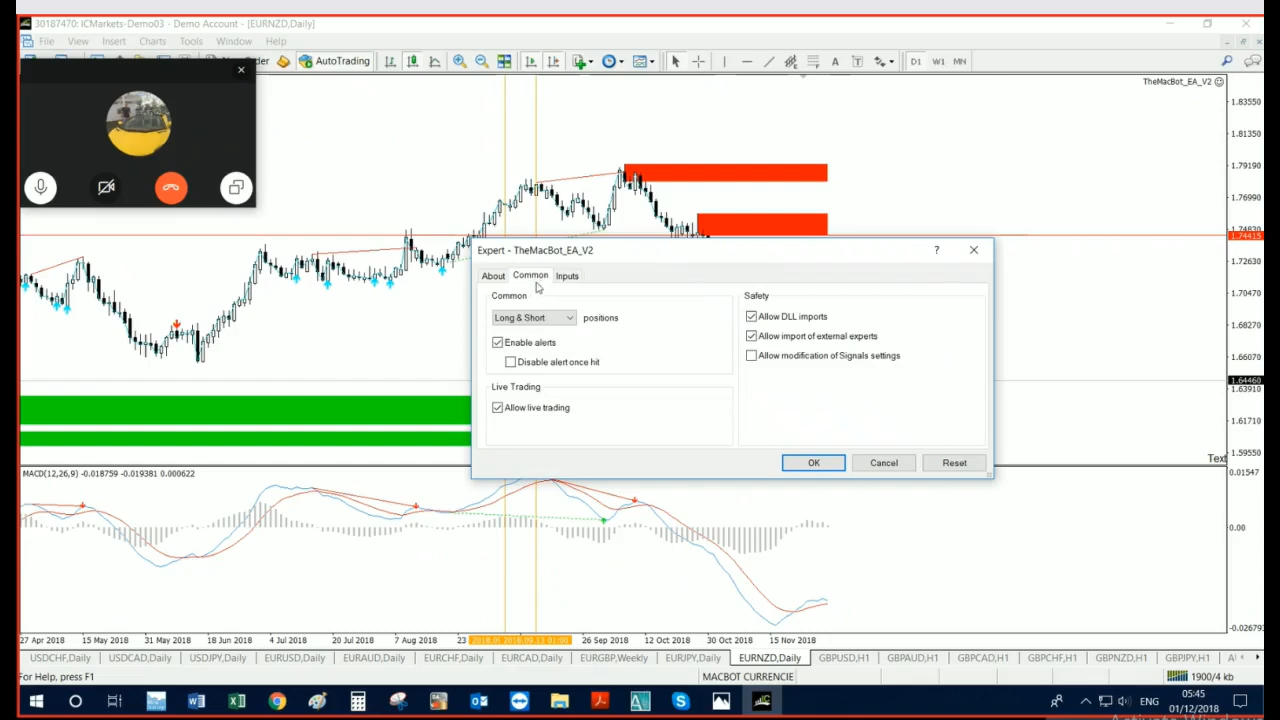 30187470: ICMarkets-Demo03 - Demo Account - [EURNZD,Daily]
File View Insert Charts Tools Window Help
AutoTrading
D1 W1 MN
TheMacBot_EA_V2
1.83550
1.81350
1.79190
1.76990
1.74830
1.74415
1.72670
1.70470
1.68270
1.66070
1.64460
1.63910
1.61710
1.59550
Text
Expert - TheMacBot_EA_V2
About Common Inputs
Common
Long & Short positions
Enable alerts
Disable alert once hit
Live Trading
Allow live trading
Safety
Allow DLL imports
Allow import of external experts
Allow modification of Signals settings
OK Cancel Reset
MACD(12,26,9) -0.018759 -0.019381 0.000622
0.01547
0.00
27 Apr 2018 15 May 2018 31 May 2018 18 Jun 2018 4 Jul 2018 20 Jul 2018 7 Aug 2018 23 26 Sep 2018 12 Oct 2018 30 Oct 2018 15 Nov 2018
USDCHF,Daily USDCAD,Daily USDJPY,Daily EURUSD,Daily EURAUD,Daily EURCHF,Daily EURCAD,Daily EURGBP,Weekly EURJPY,Daily EURNZD,Daily GBPUSD,H1 GBPAUD,H1 GBPCAD,H1 GBPCHF,H1 GBPNZD,H1 GBPJPY,H1
For Help, press F1
MACBOT CURRENCIE
1900/4 kb
ENG
05:45
01/12/2018